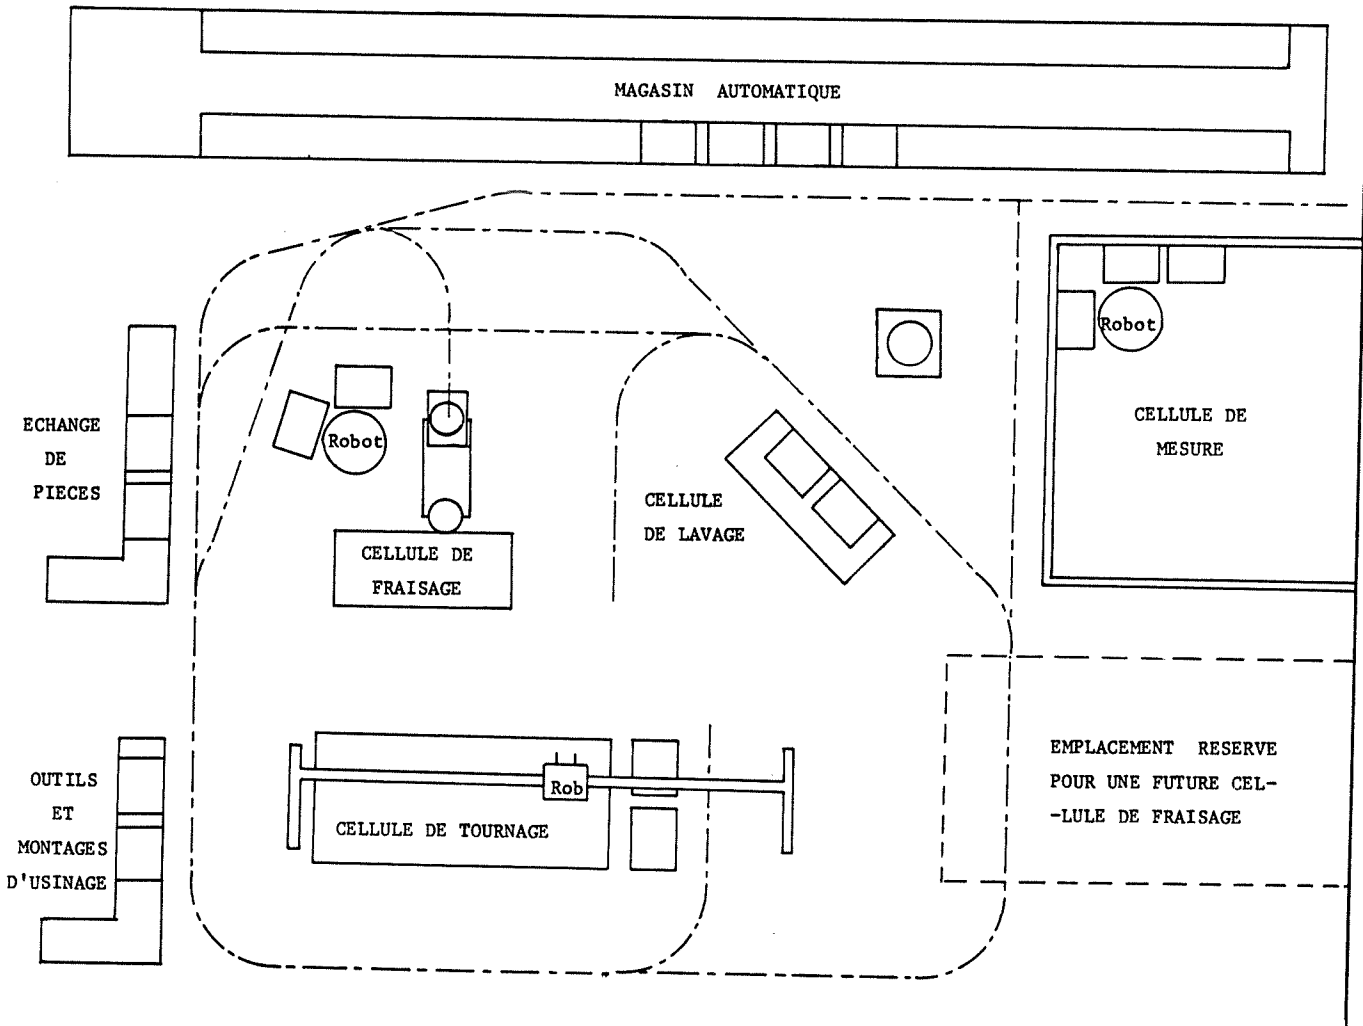 MAGASIN AUTOMATIQUE
Robot
CELLULE DE
MESURE
ECHANGE
DE
PIECES
Robot
CELLULE
DE LAVAGE
CELLULE DE
FRAISAGE
EMPLACEMENT RESERVE
POUR UNE FUTURE CEL-
-LULE DE FRAISAGE
OUTILS
ET
MONTAGES
D'USINAGE
Rob
CELLULE DE TOURNAGE